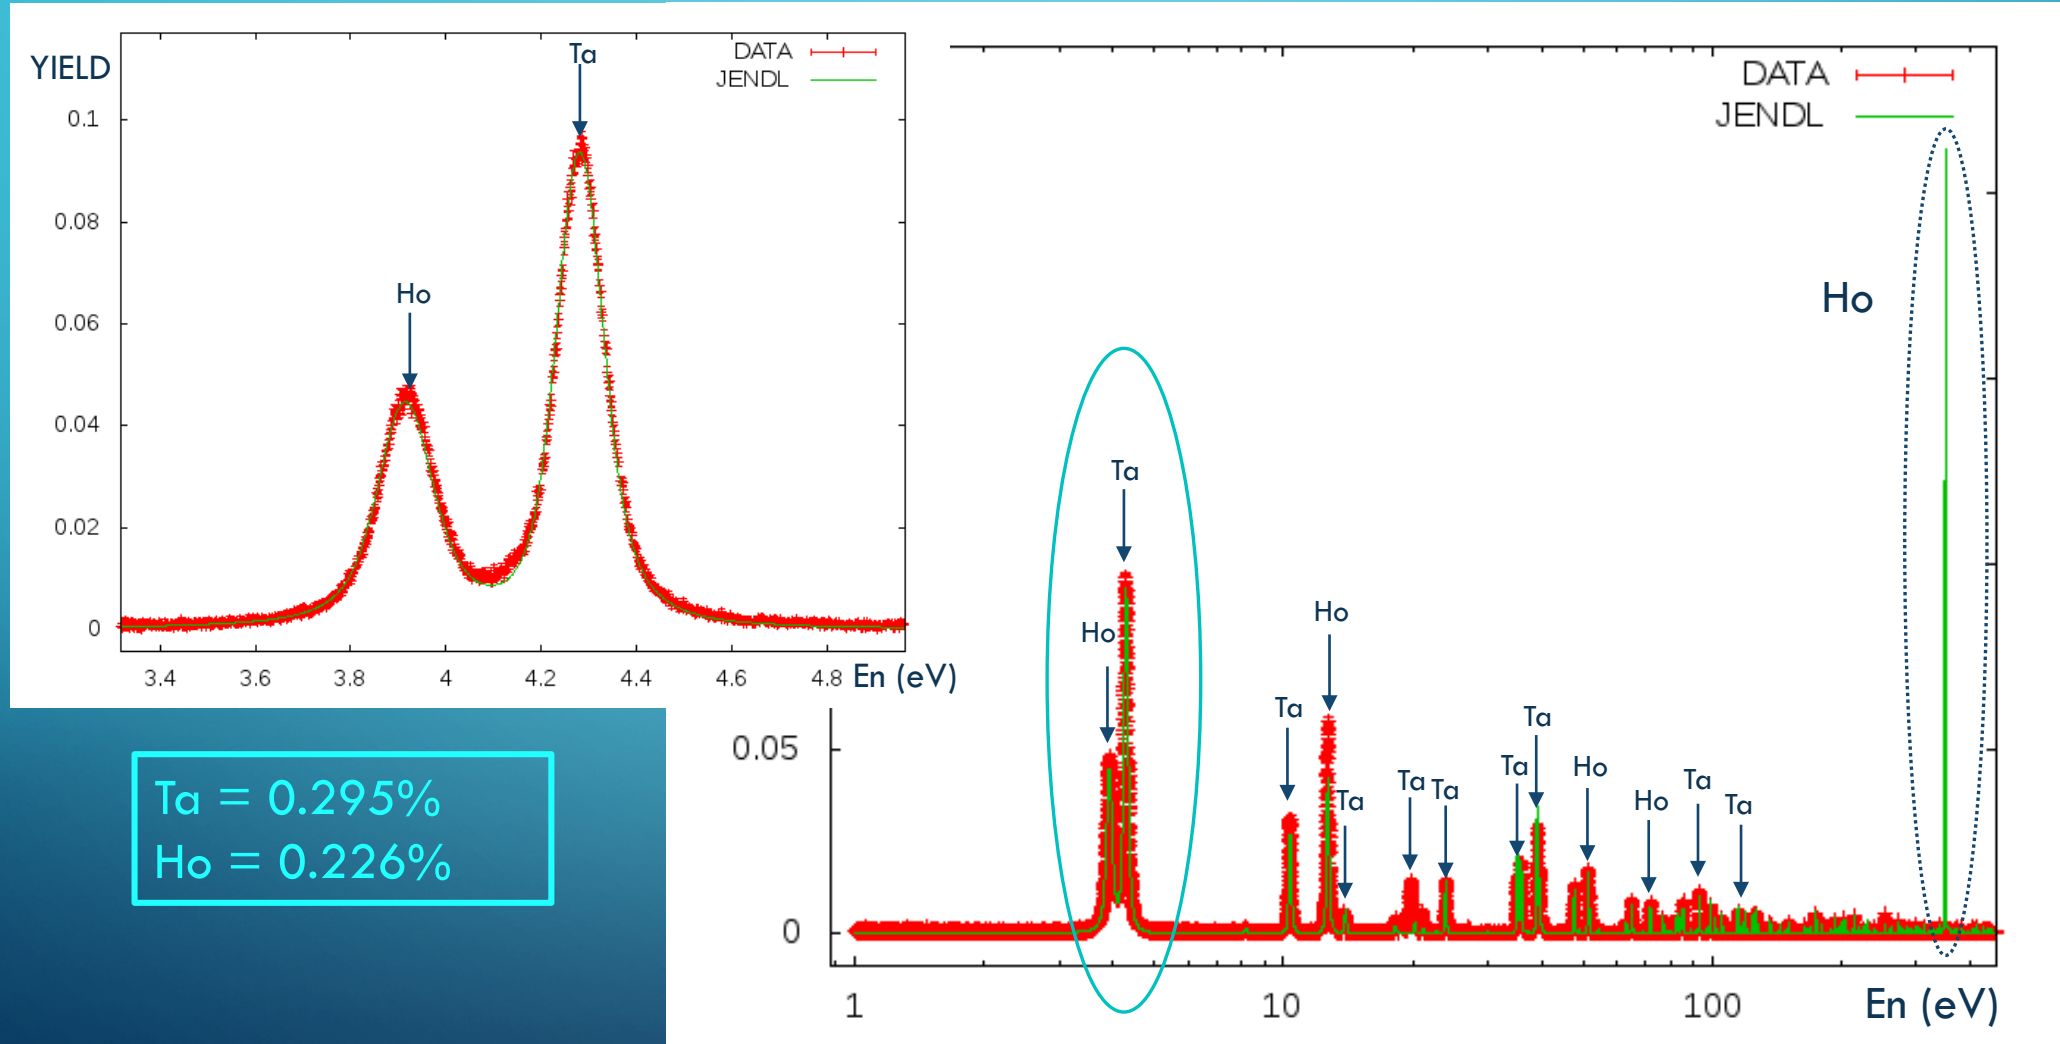 YIELD
Ta
DATA
JENDL
0.1
0.08
0.06
0.04
0.02
0
Ho
3.4 3.6 3.8 4 4.2 4.4 4.6 4.8 En (eV)
DATA
JENDL
Ho
Ta
Ho
Ta
Ho
Ta
Ta
Ta
Ta
Ta
Ho
Ho
Ta
Ta
0.05
0
1 10 100 En (eV)
Ta = 0.295%
Ho = 0.226%